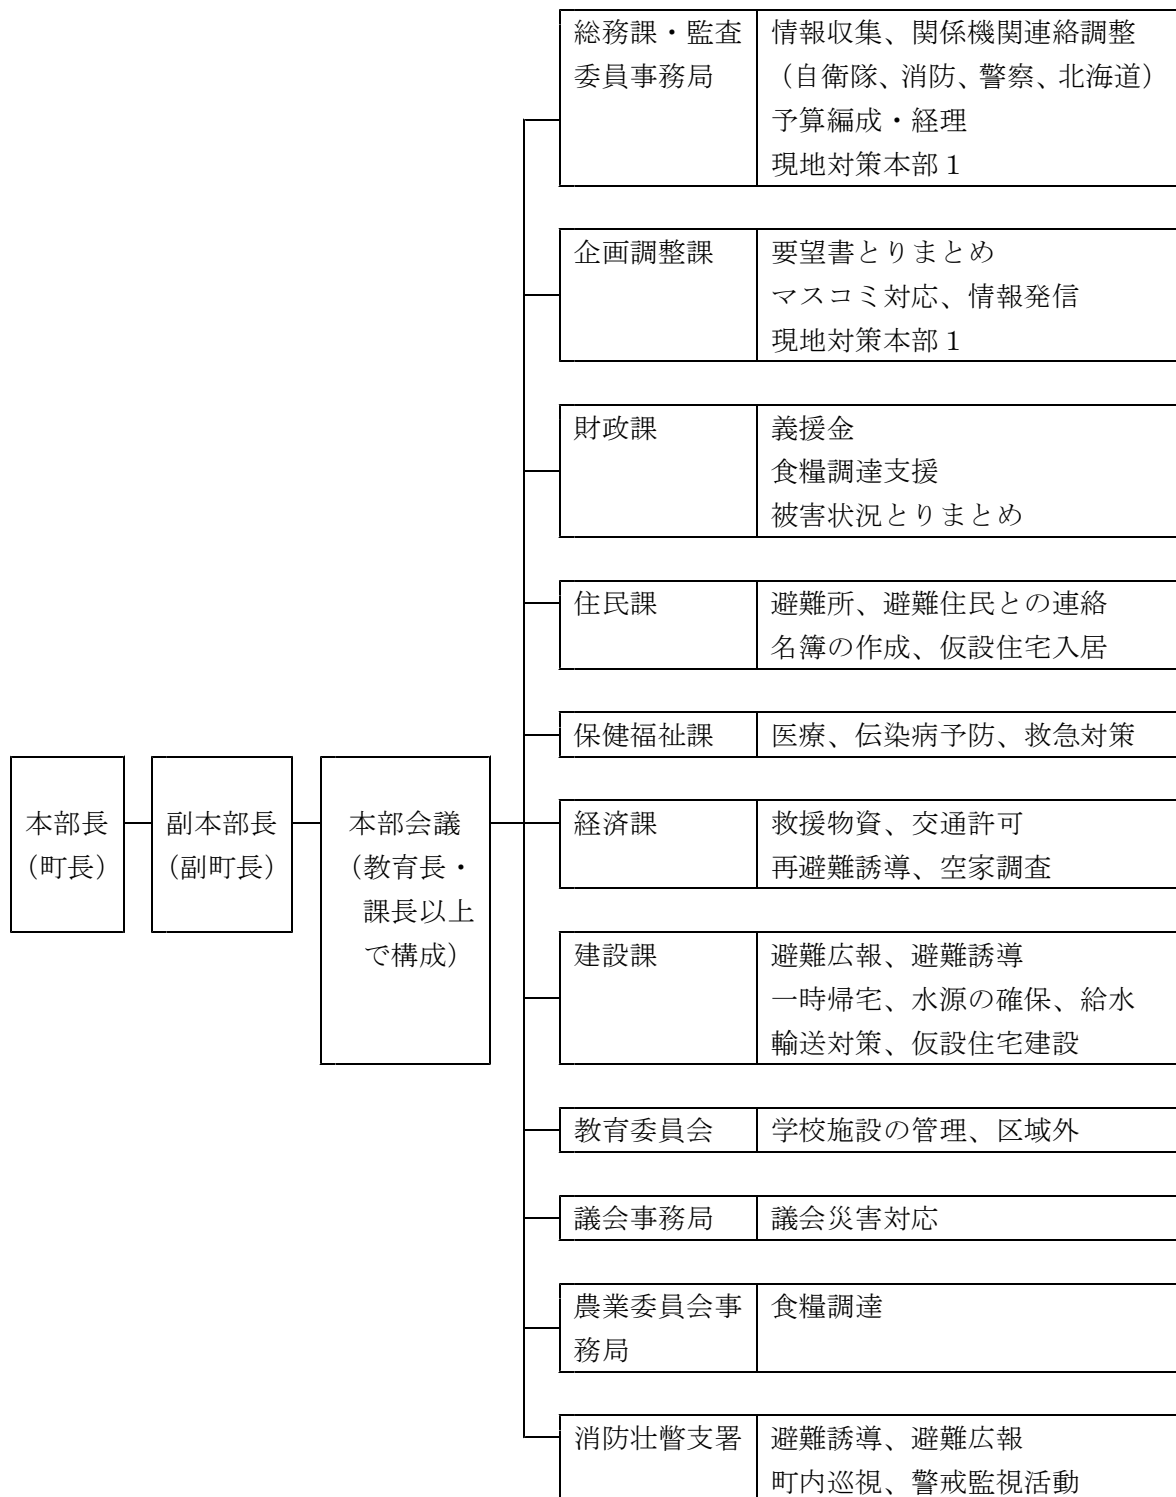 総務課・監査
委員事務局
情報収集、関係機関連絡調整
（自衛隊、消防、警察、北海道）
予算編成・経理
現地対策本部１
企画調整課
要望書とりまとめ
マスコミ対応、情報発信
現地対策本部１
財政課
義援金
食糧調達支援
被害状況とりまとめ
住民課
避難所、避難住民との連絡
名簿の作成、仮設住宅入居
保健福祉課
医療、伝染病予防、救急対策
本部長
（町長）
副本部長
（副町長）
本部会議
（教育長・
課長以上
で構成）
経済課
救援物資、交通許可
再避難誘導、空家調査
建設課
避難広報、避難誘導
一時帰宅、水源の確保、給水
輸送対策、仮設住宅建設
教育委員会
学校施設の管理、区域外
議会事務局
議会災害対応
農業委員会事
務局
食糧調達
消防壮瞥支署
避難誘導、避難広報
町内巡視、警戒監視活動